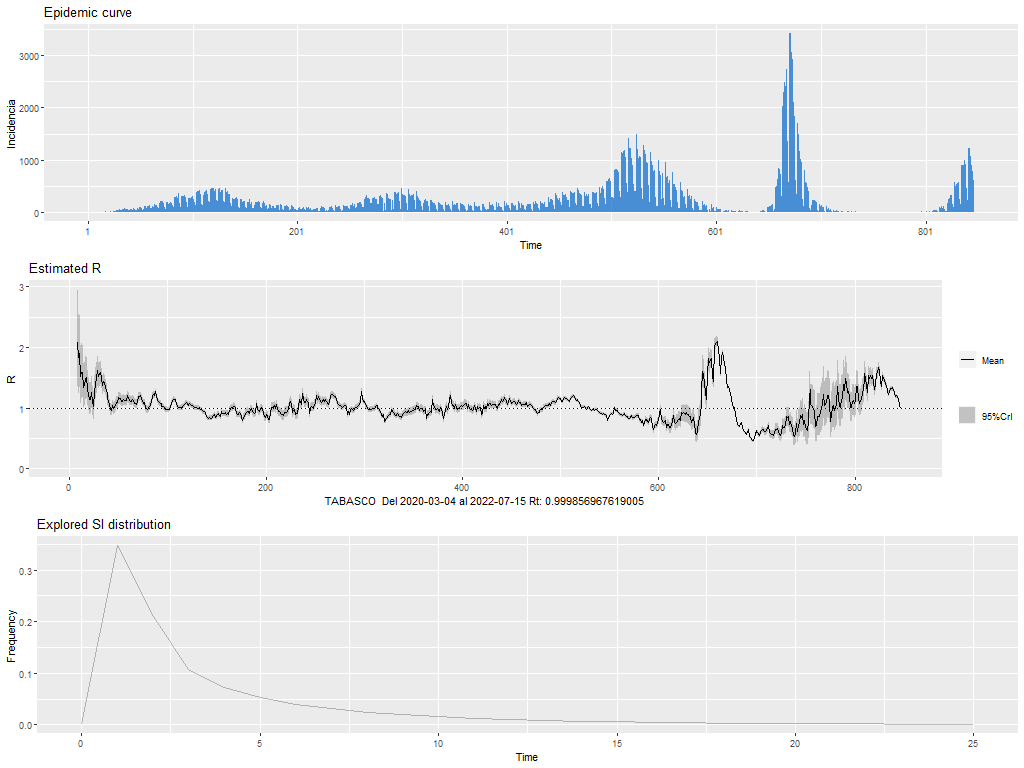 Epidemic curve
Incidencia
3000
2000
1000
0
1
201
401
601
801
Time
Estimated R
R
3
2
1
0
0
200
400
600
800
Mean
95%CrI
TABASCO Del 2020-03-04 al 2022-07-15 Rt: 0.999856967619005
Explored SI distribution
Frequency
0.3
0.2
0.1
0.0
0
5
10
15
20
25
Time